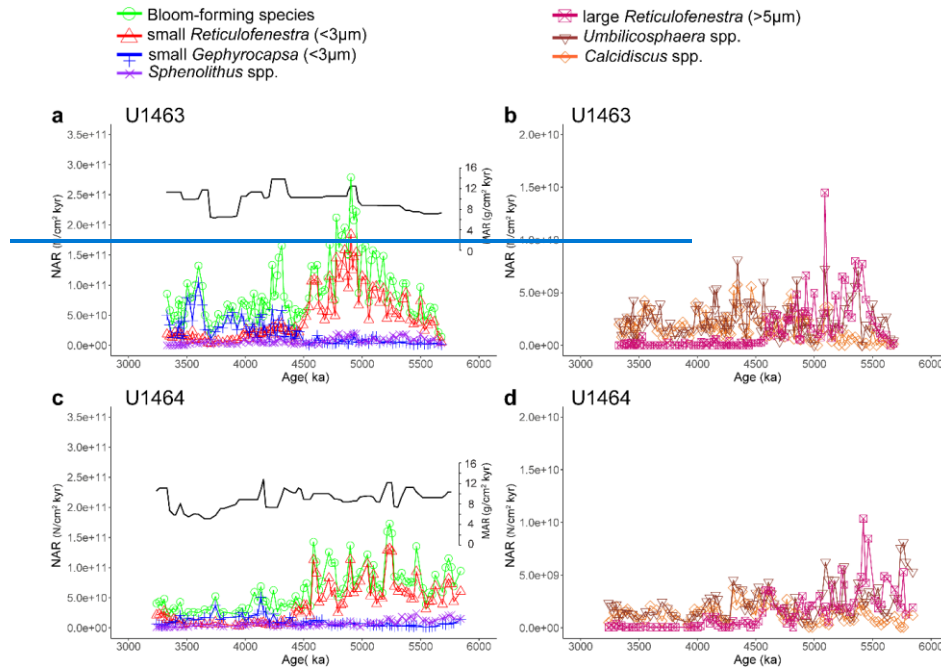 Bloom-forming species
small Reticulofenestra (<3μm)
small Gephyrocapsa (<3μm)
Sphenolithus spp.
large Reticulofenestra (>5μm)
Umbilicosphaera spp.
Calcidiscus spp.
a U1463
3.5e+11
3.0e+11
2.5e+11
2.0e+11
1.5e+11
1.0e+11
5.0e+10
0.0e+00
NAR (N/cm² kyr)
16
12
8
4
0
MAR (g/cm² kyr)
3000 3500 4000 4500 5000 5500 6000
Age( ka)
b U1463
2.0e+10
1.5e+10
5.0e+09
0.0e+00
NAR (N/cm² kyr)
3000 3500 4000 4500 5000 5500 6000
Age( ka)
c U1464
3.5e+11
3.0e+11
2.5e+11
2.0e+11
1.5e+11
1.0e+11
5.0e+10
0.0e+00
NAR (N/cm² kyr)
16
12
8
4
0
MAR (g/cm² kyr)
3000 3500 4000 4500 5000 5500 6000
Age( ka)
d U1464
2.0e+10
1.5e+10
1.0e+10
5.0e+09
0.0e+00
NAR (N/cm² kyr)
3000 3500 4000 4500 5000 5500 6000
Age( ka)